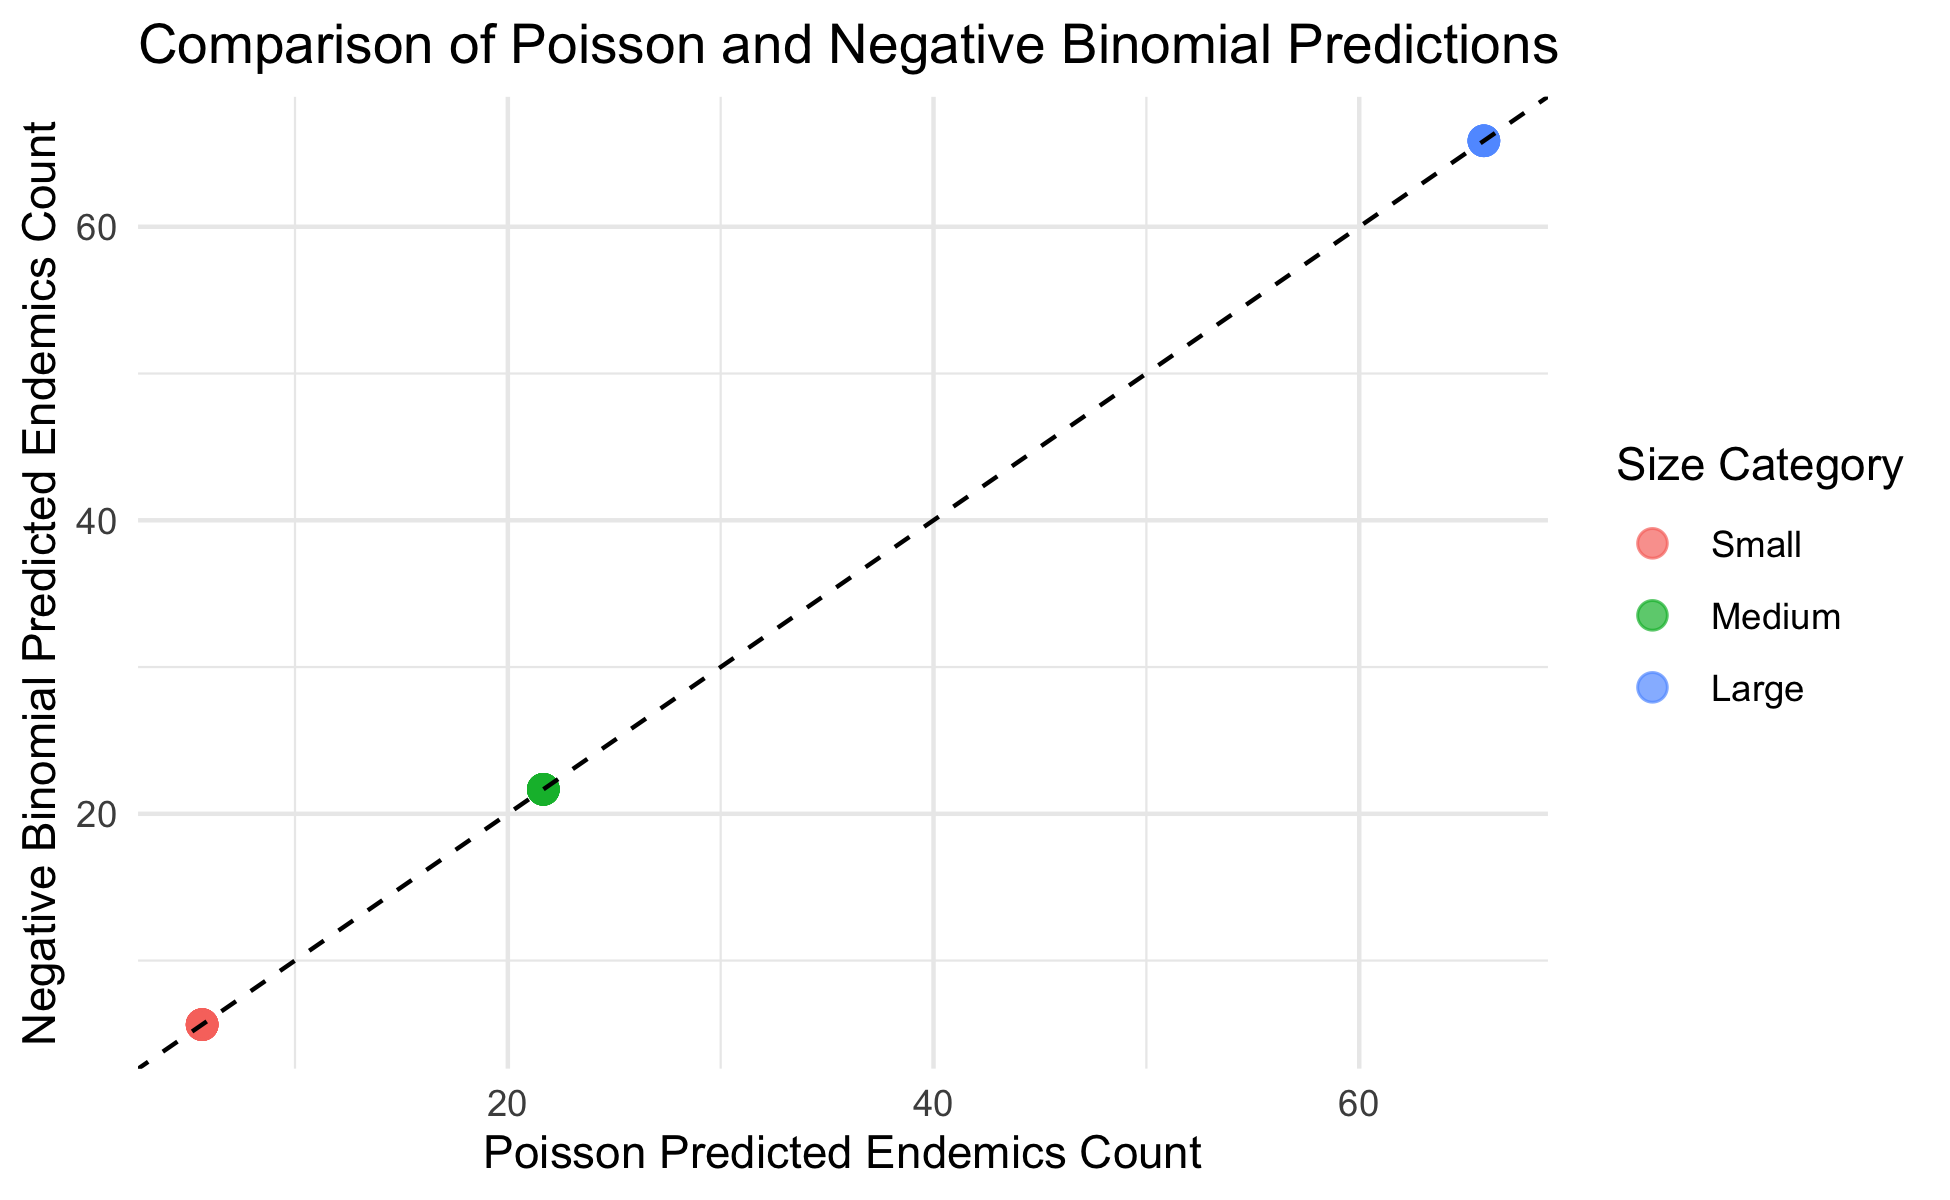 Comparison of Poisson and Negative Binomial Predictions
Negative Binomial Predicted Endemics Count
60
40
20
20
40
60
Poisson Predicted Endemics Count
Size Category
Small
Medium
Large